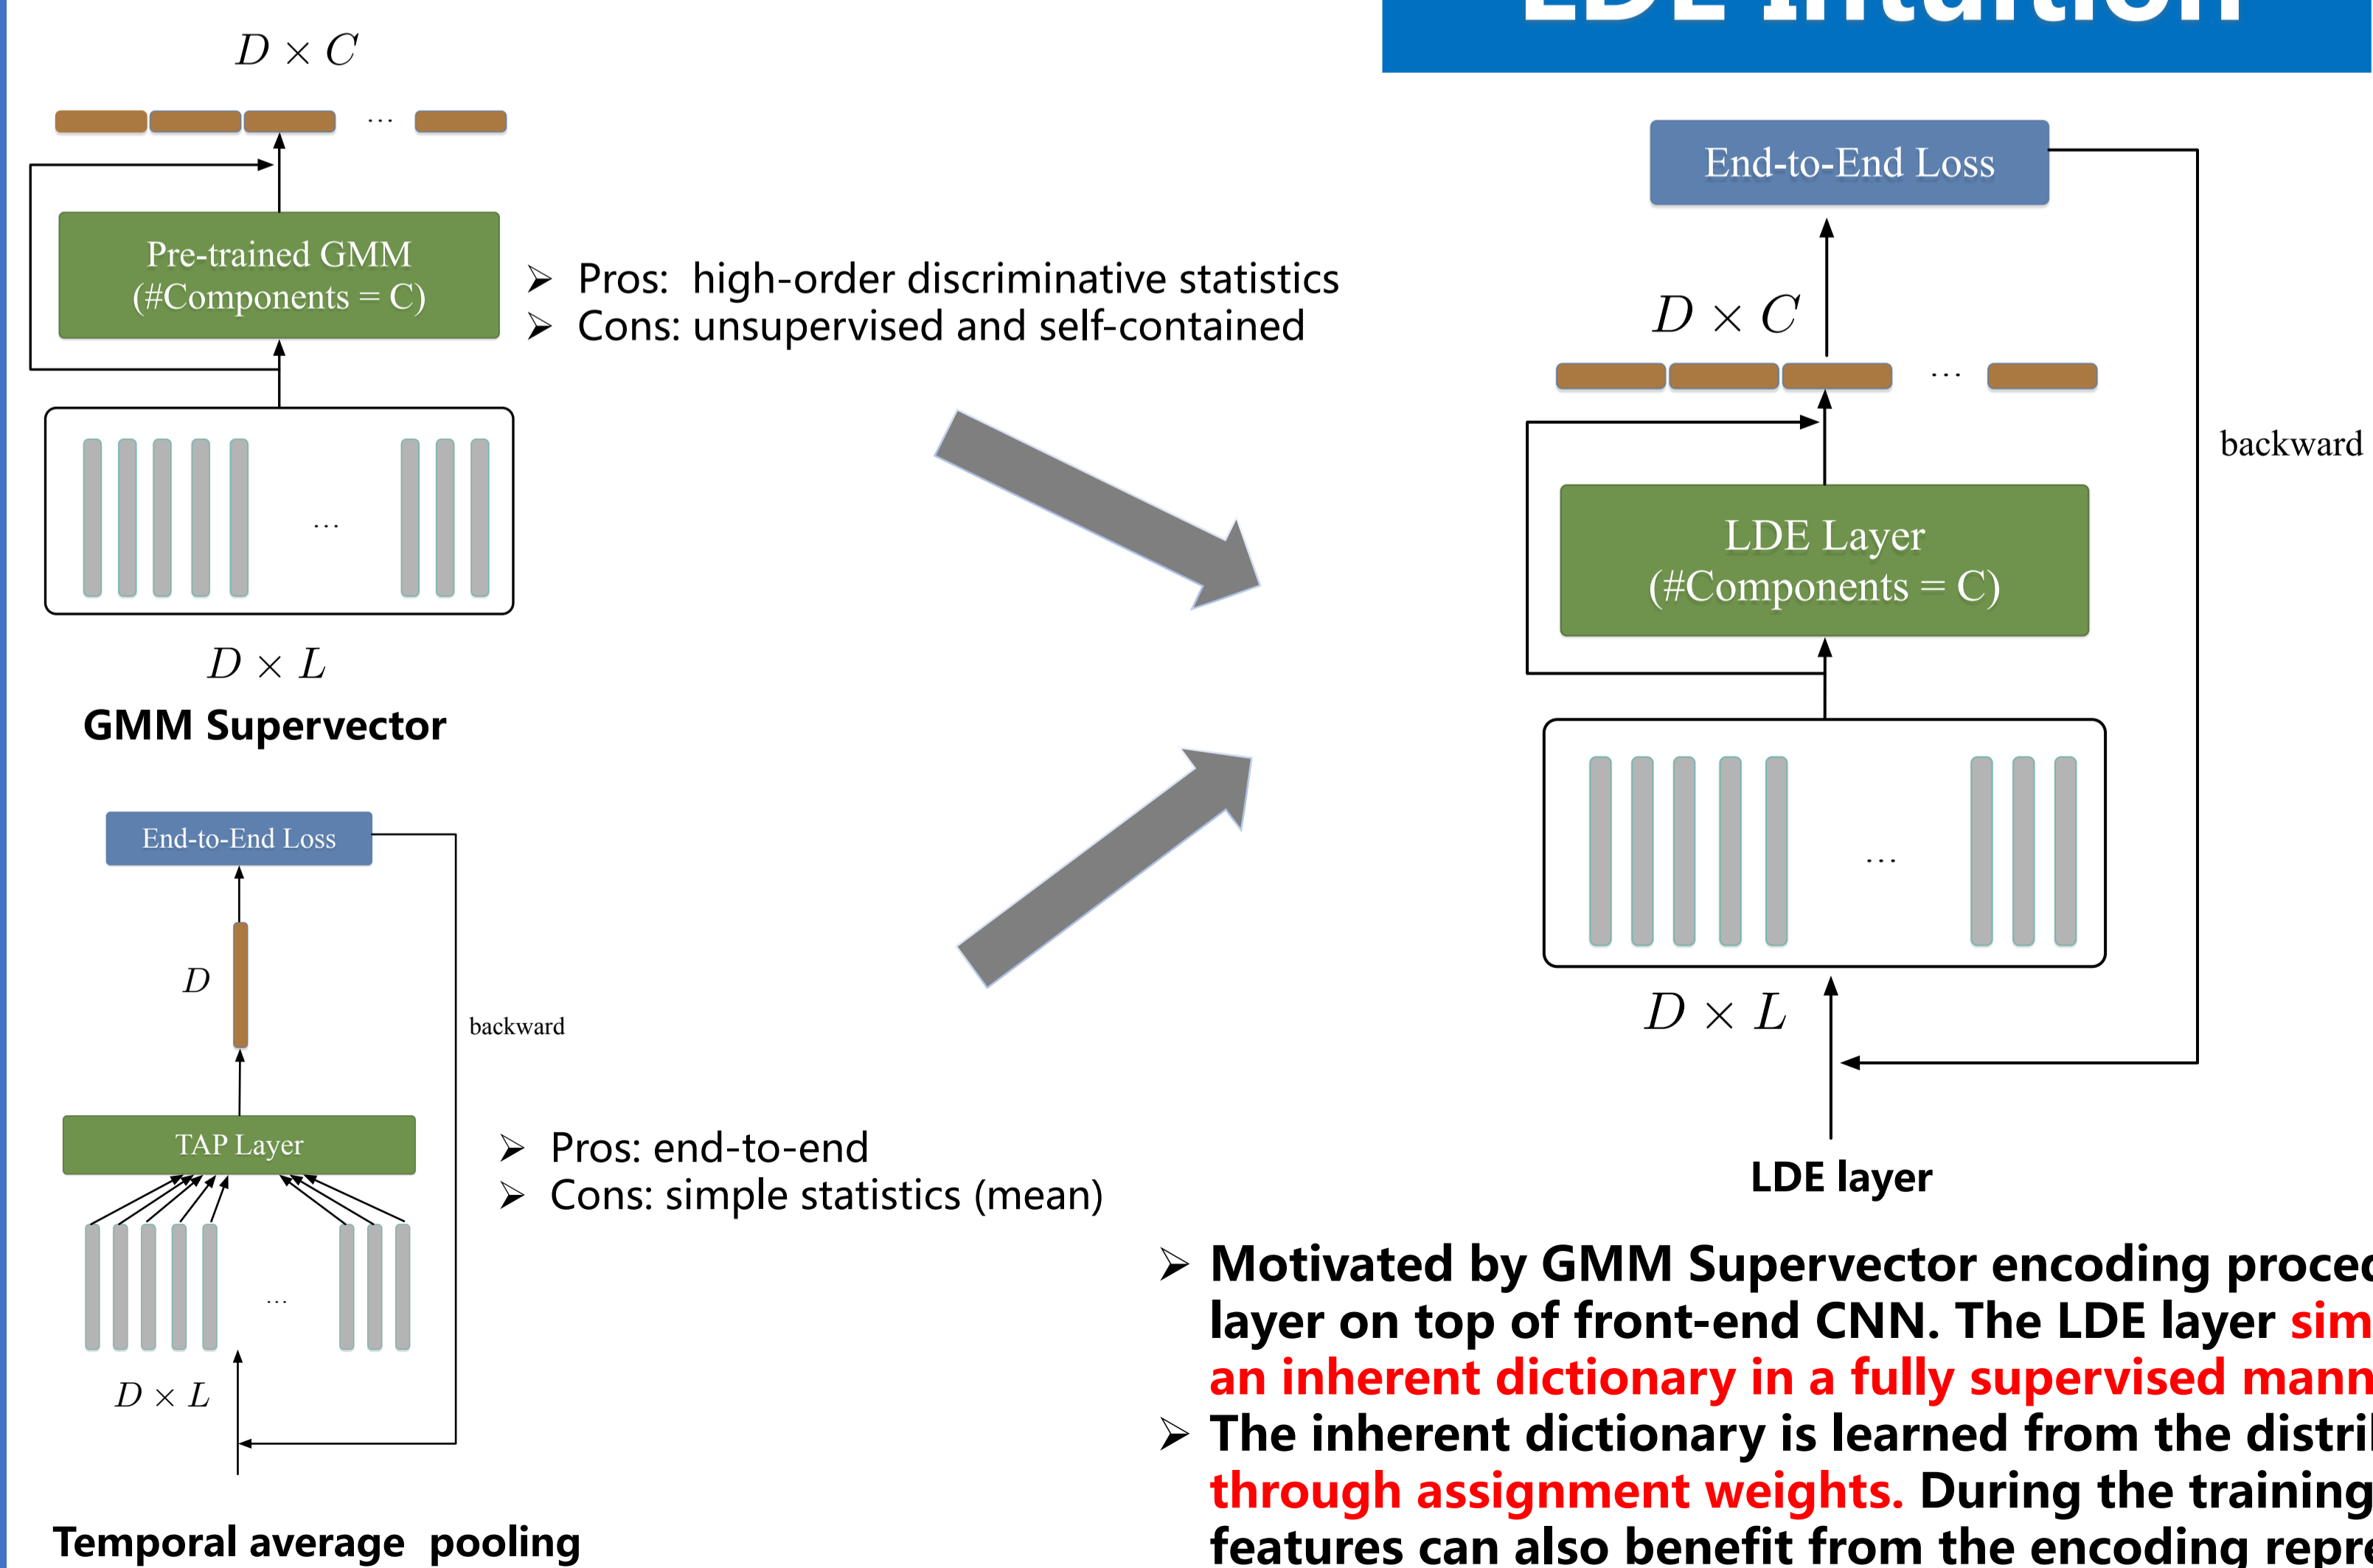 LDE Intuition
D × C
...
Pre-trained GMM
(#Components = C)
➢ Pros: high-order discriminative statistics
➢ Cons: unsupervised and self-contained
...
D × L
GMM Supervector
End-to-End Loss
D
backward
TAP Layer
➢ Pros: end-to-end
➢ Cons: simple statistics (mean)
...
D × L
Temporal average pooling
End-to-End Loss
D × C
...
backward
LDE Layer
(#Components = C)
...
D × L
LDE layer
➢ Motivated by GMM Supervector encoding
layer on top of front-end CNN. The LDE layer
an inherent dictionary in a fully supervised
➢ The inherent dictionary is learned from the
through assignment weights. During the training
features can also benefit from the encoding